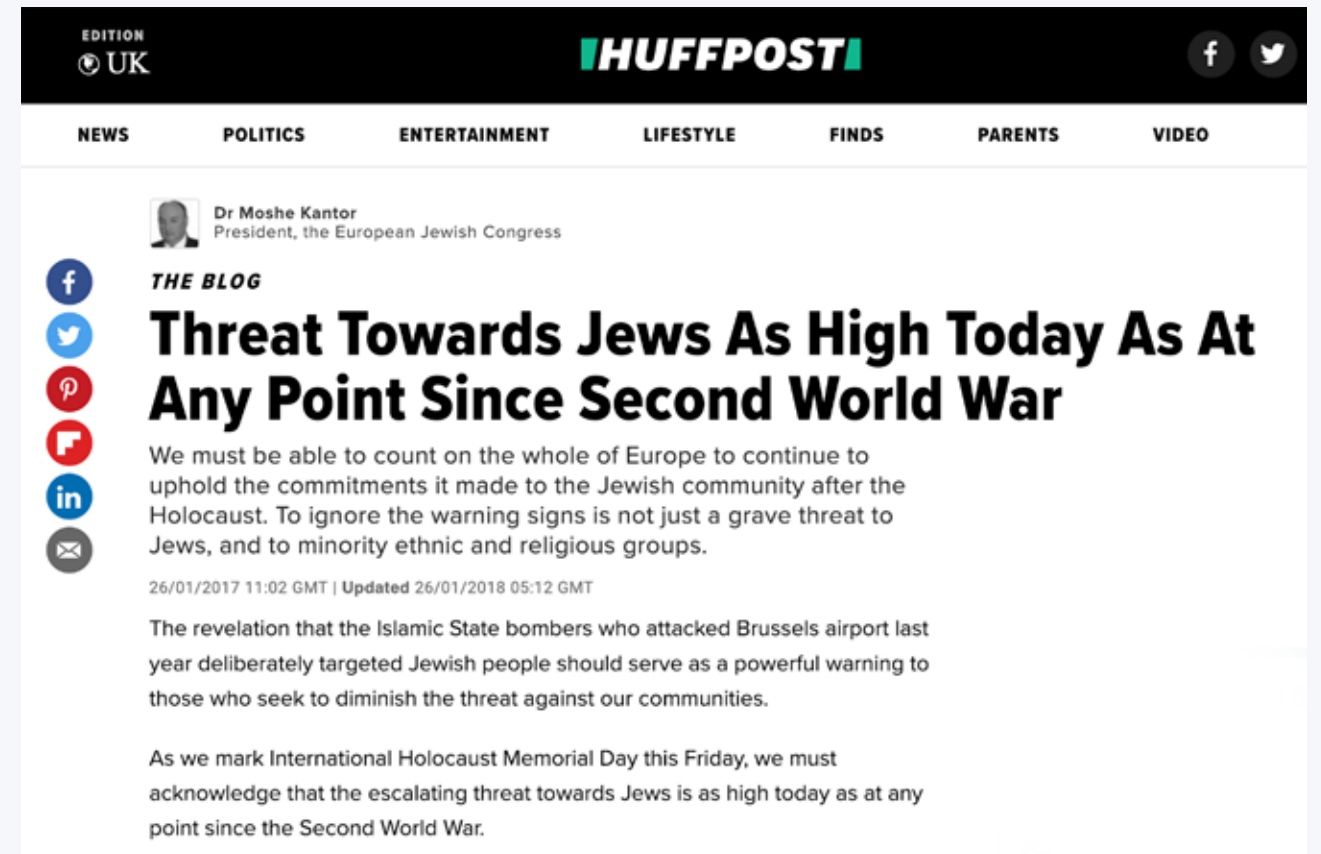 EDITION
UK
HUFFPOST
NEWS POLITICS ENTERTAINMENT LIFESTYLE FINDS PARENTS VIDEO
Dr Moshe Kantor
President, the European Jewish Congress
THE BLOG
Threat Towards Jews As High Today As At
Any Point Since Second World War
We must be able to count on the whole of Europe to continue to
uphold the commitments it made to the Jewish community after the
Holocaust. To ignore the warning signs is not just a grave threat to
Jews, and to minority ethnic and religious groups.
26/01/2017 11:02 GMT | Updated 26/01/2018 05:12 GMT
The revelation that the Islamic State bombers who attacked Brussels airport last
year deliberately targeted Jewish people should serve as a powerful warning to
those who seek to diminish the threat against our communities.
As we mark International Holocaust Memorial Day this Friday, we must
acknowledge that the escalating threat towards Jews is as high today as at any
point since the Second World War.